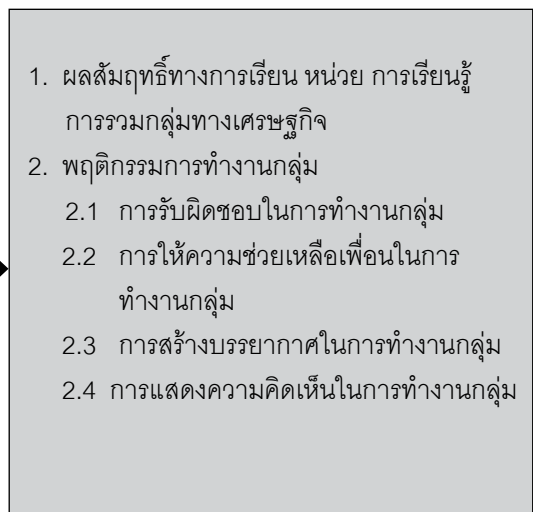 1. ผลสัมฤทธิ์ทางการเรียน หน่วย การเรียนรู้
การรวมกลุ่มทางเศรษฐกิจ
2. พฤติกรรมการทำงานกลุ่ม
2.1 การรับผิดชอบในการทำงานกลุ่ม
2.2 การให้ความช่วยเหลือเพื่อนในการ
ทำงานกลุ่ม
2.3 การสร้างบรรยากาศในการทำงานกลุ่ม
2.4 การแสดงความคิดเห็นในการทำงานกลุ่ม